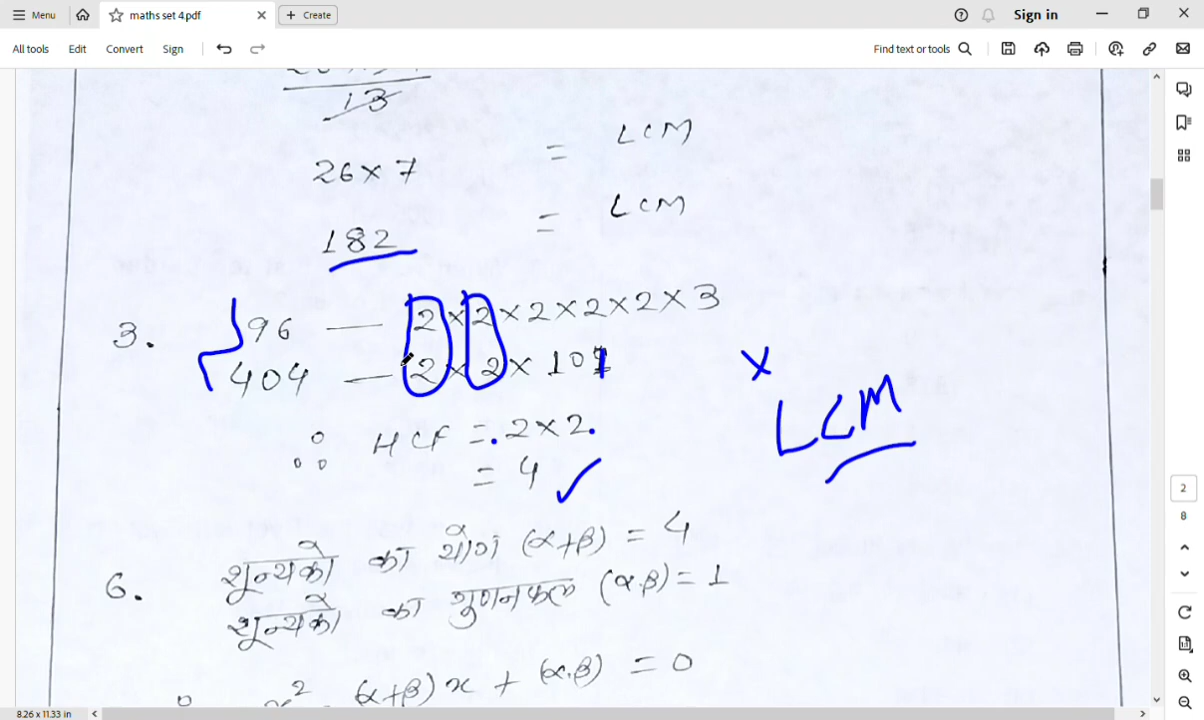 Menu
maths set 4.pdf
Create
Sign in
All tools Edit Convert Sign
Find text or tools
13
= LCM
26 × 7
= LCM
182
3. 96 — 2 × 2 × 2 × 2 × 2 × 3
404 — 2 × 2 × 101
× LCM
∴ HCF = 2 × 2
= 4
6. शून्यको का योग (α+β) = 4
शून्यको का गुणनफल (α.β) = 1
(α+β)x + (α.β) = 0
2
8
8.26 x 11.33 in